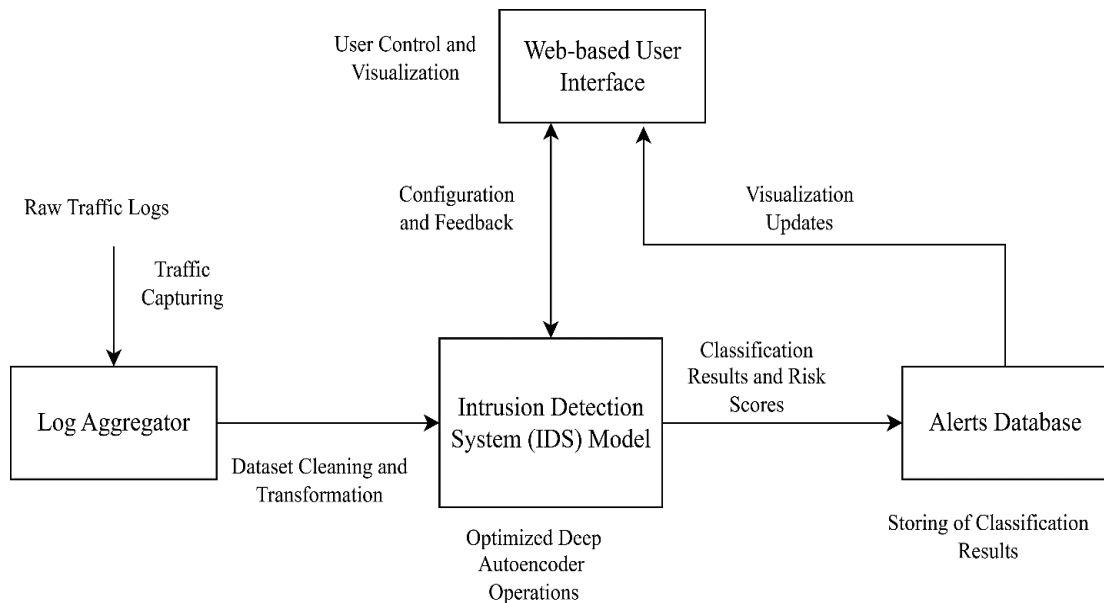 User Control and
Visualization
Web-based User
Interface
Configuration
and Feedback
Visualization
Updates
Raw Traffic Logs
Traffic
Capturing
Log Aggregator
Dataset Cleaning and
Transformation
Intrusion Detection
System (IDS) Model
Optimized Deep
Autoencoder
Operations
Classification
Results and Risk
Scores
Alerts Database
Storing of Classification
Results